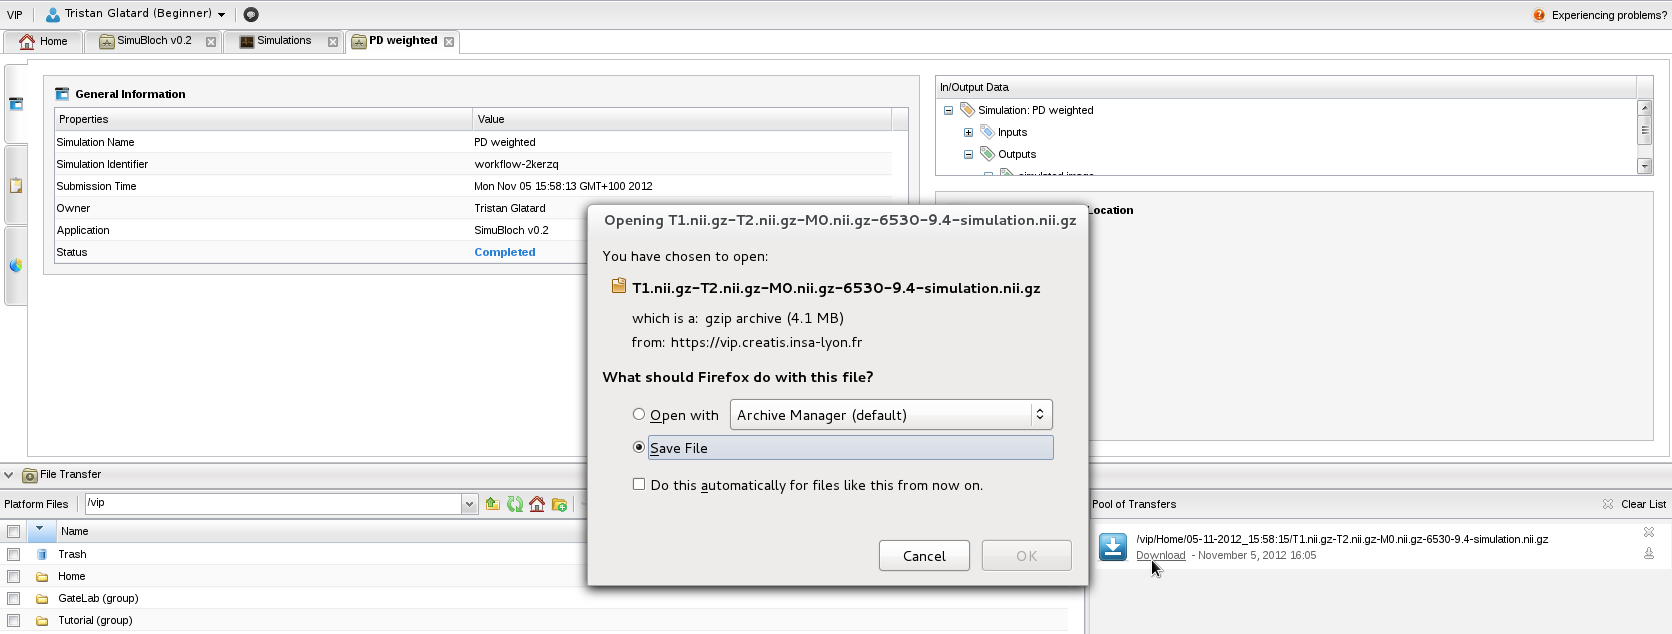 VIP Tristan Glatard (Beginner) Experiencing problems?
Home SimuBloch v0.2 Simulations PD weighted
General Information
Properties Value
Simulation Name PD weighted
Simulation Identifier workflow-2kerzq
Submission Time Mon Nov 05 15:58:13 GMT+100 2012
Owner Tristan Glatard
Application SimuBloch v0.2
Status Completed
In/Output Data
Simulation: PD weighted
Inputs
Outputs
simulated image
Location
Opening T1.nii.gz-T2.nii.gz-M0.nii.gz-6530-9.4-simulation.nii.gz
You have chosen to open:
T1.nii.gz-T2.nii.gz-M0.nii.gz-6530-9.4-simulation.nii.gz
which is a: gzip archive (4.1 MB)
from: https://vip.creatis.insa-lyon.fr
What should Firefox do with this file?
Open with Archive Manager (default)
Save File
Do this automatically for files like this from now on.
Cancel OK
File Transfer
Platform Files /vip
Name
Trash
Home
GateLab (group)
Tutorial (group)
Pool of Transfers Clear List
/vip/Home/05-11-2012_15:58:15/T1.nii.gz-T2.nii.gz-M0.nii.gz-6530-9.4-simulation.nii.gz
Download - November 5, 2012 16:05